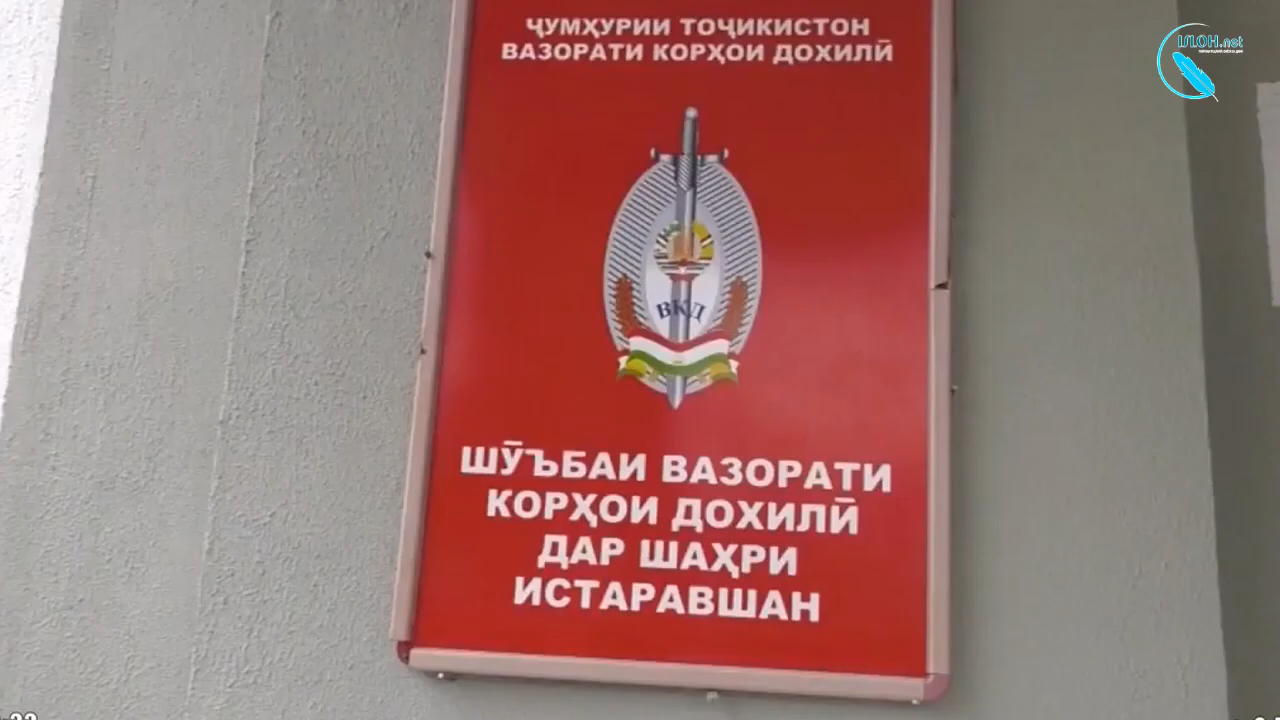 ҶУМҲУРИИ ТОҶИКИСТОН
ВАЗОРАТИ КОРҲОИ ДОХИЛӢ
ВКД
ШӮЪБАИ ВАЗОРАТИ
КОРҲОИ ДОХИЛӢ
ДАР ШАҲРИ
ИСТАРАВШАН